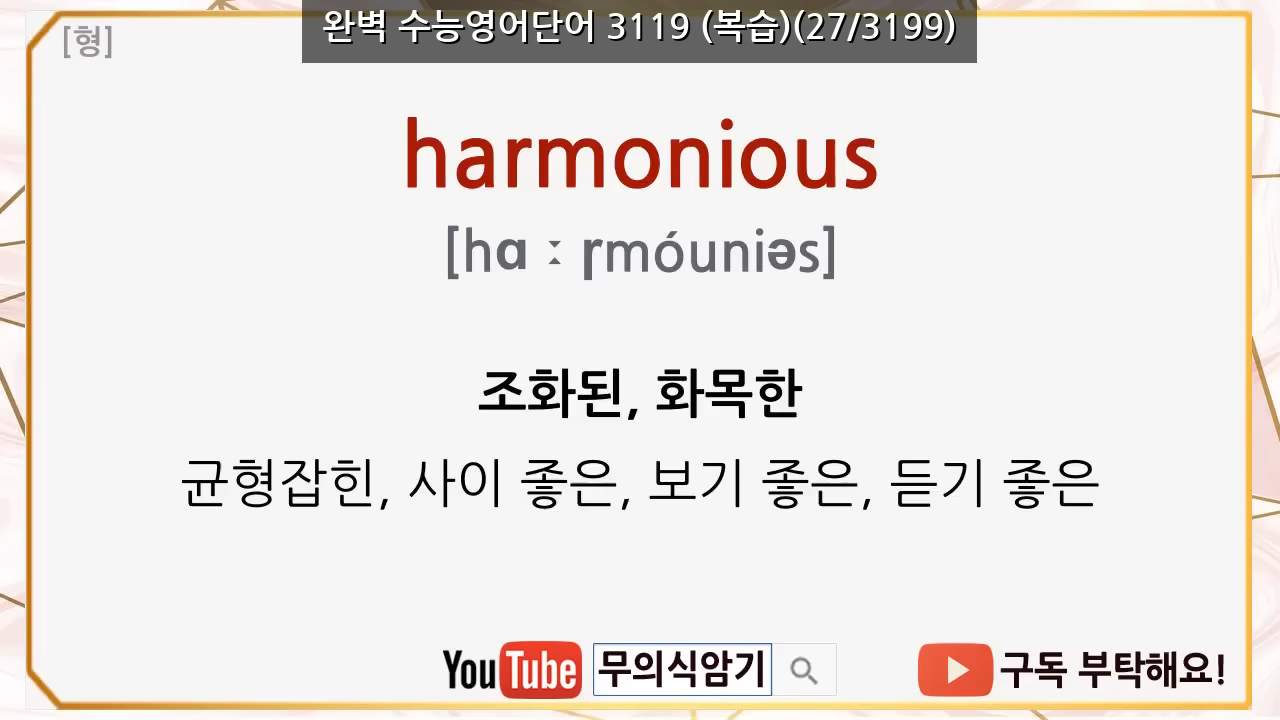 완벽 수능영어단어 3119 (복습)(27/3199)
[형]
harmonious
[hɑːrmóuniəs]
조화된, 화목한
균형잡힌, 사이 좋은, 보기 좋은, 듣기 좋은
YouTube 무의식암기 구독 부탁해요!